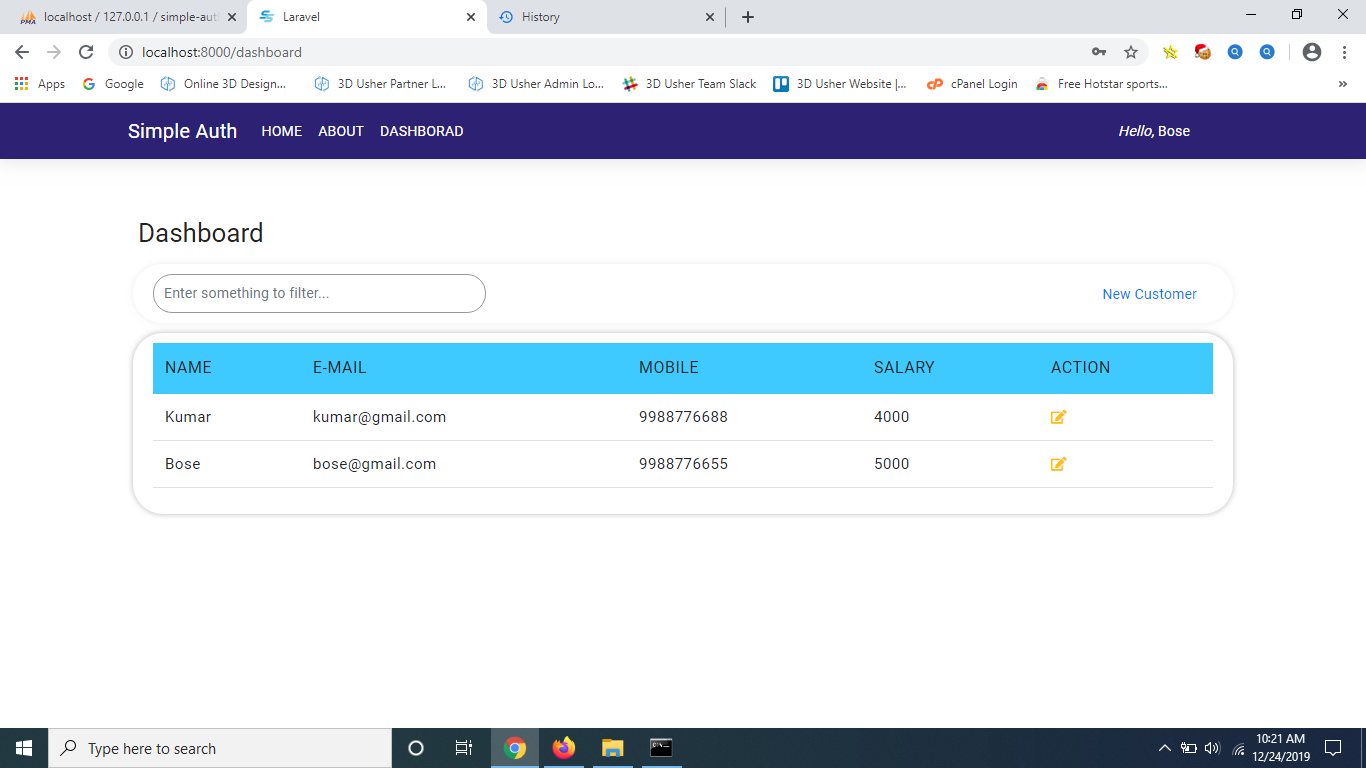 localhost / 127.0.0.1 / simple-aut
Laravel
History
localhost:8000/dashboard
Apps
Google
Online 3D Design...
3D Usher Partner L...
3D Usher Admin Lo...
3D Usher Team Slack
3D Usher Website |...
cPanel Login
Free Hotstar sports...
»
Simple Auth HOME ABOUT DASHBORAD Hello, Bose
Dashboard
Enter something to filter... New Customer
NAME E-MAIL MOBILE SALARY ACTION
Kumar kumar@gmail.com 9988776688 4000
Bose bose@gmail.com 9988776655 5000
Type here to search
10:21 AM
12/24/2019